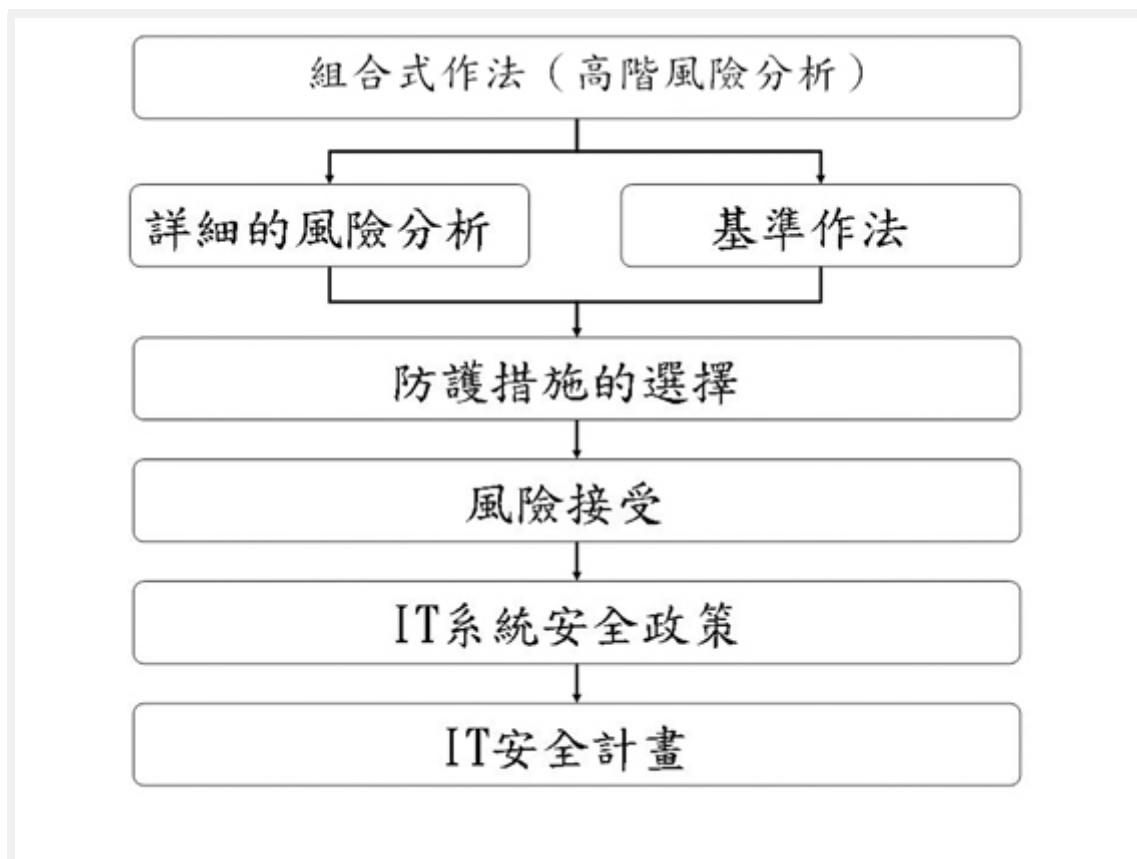 組合式作法（高階風險分析）
詳細的風險分析
基準作法
防護措施的選擇
風險接受
IT系統安全政策
IT安全計畫